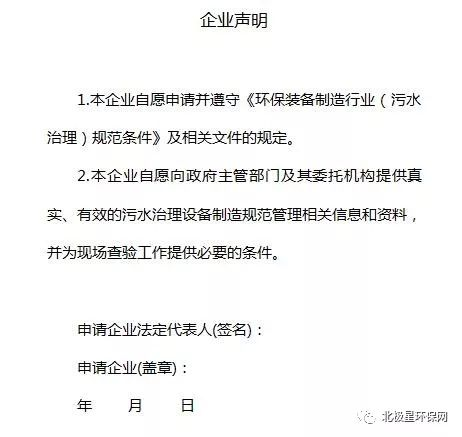 企业声明
1.本企业自愿申请并遵守《环保装备制造行业（污水
治理）规范条件》及相关文件的规定。
2.本企业自愿向政府主管部门及其委托机构提供真
实、有效的污水治理设备制造规范管理相关信息和资料，
并为现场查验工作提供必要的条件。
申请企业法定代表人(签名)：
申请企业(盖章)：
年 月 日
北极星环保网